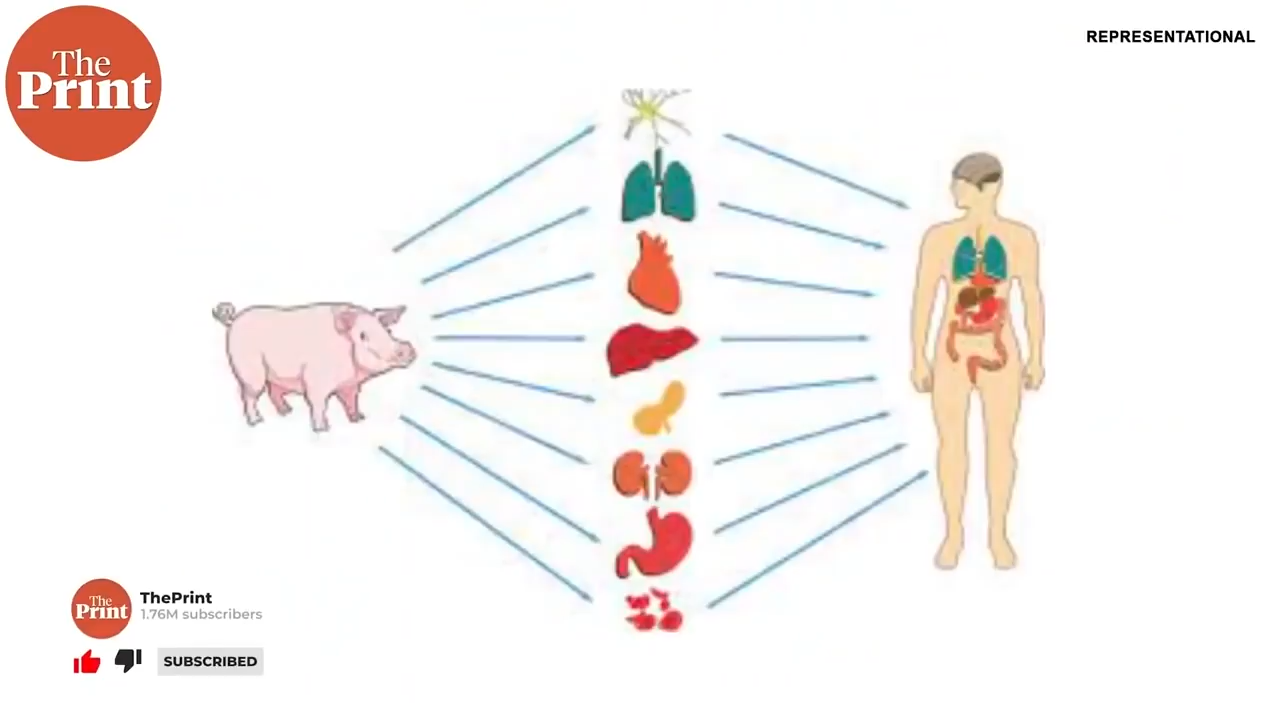 The
Print
REPRESENTATIONAL
The
Print
ThePrint
1.76M subscribers
SUBSCRIBED